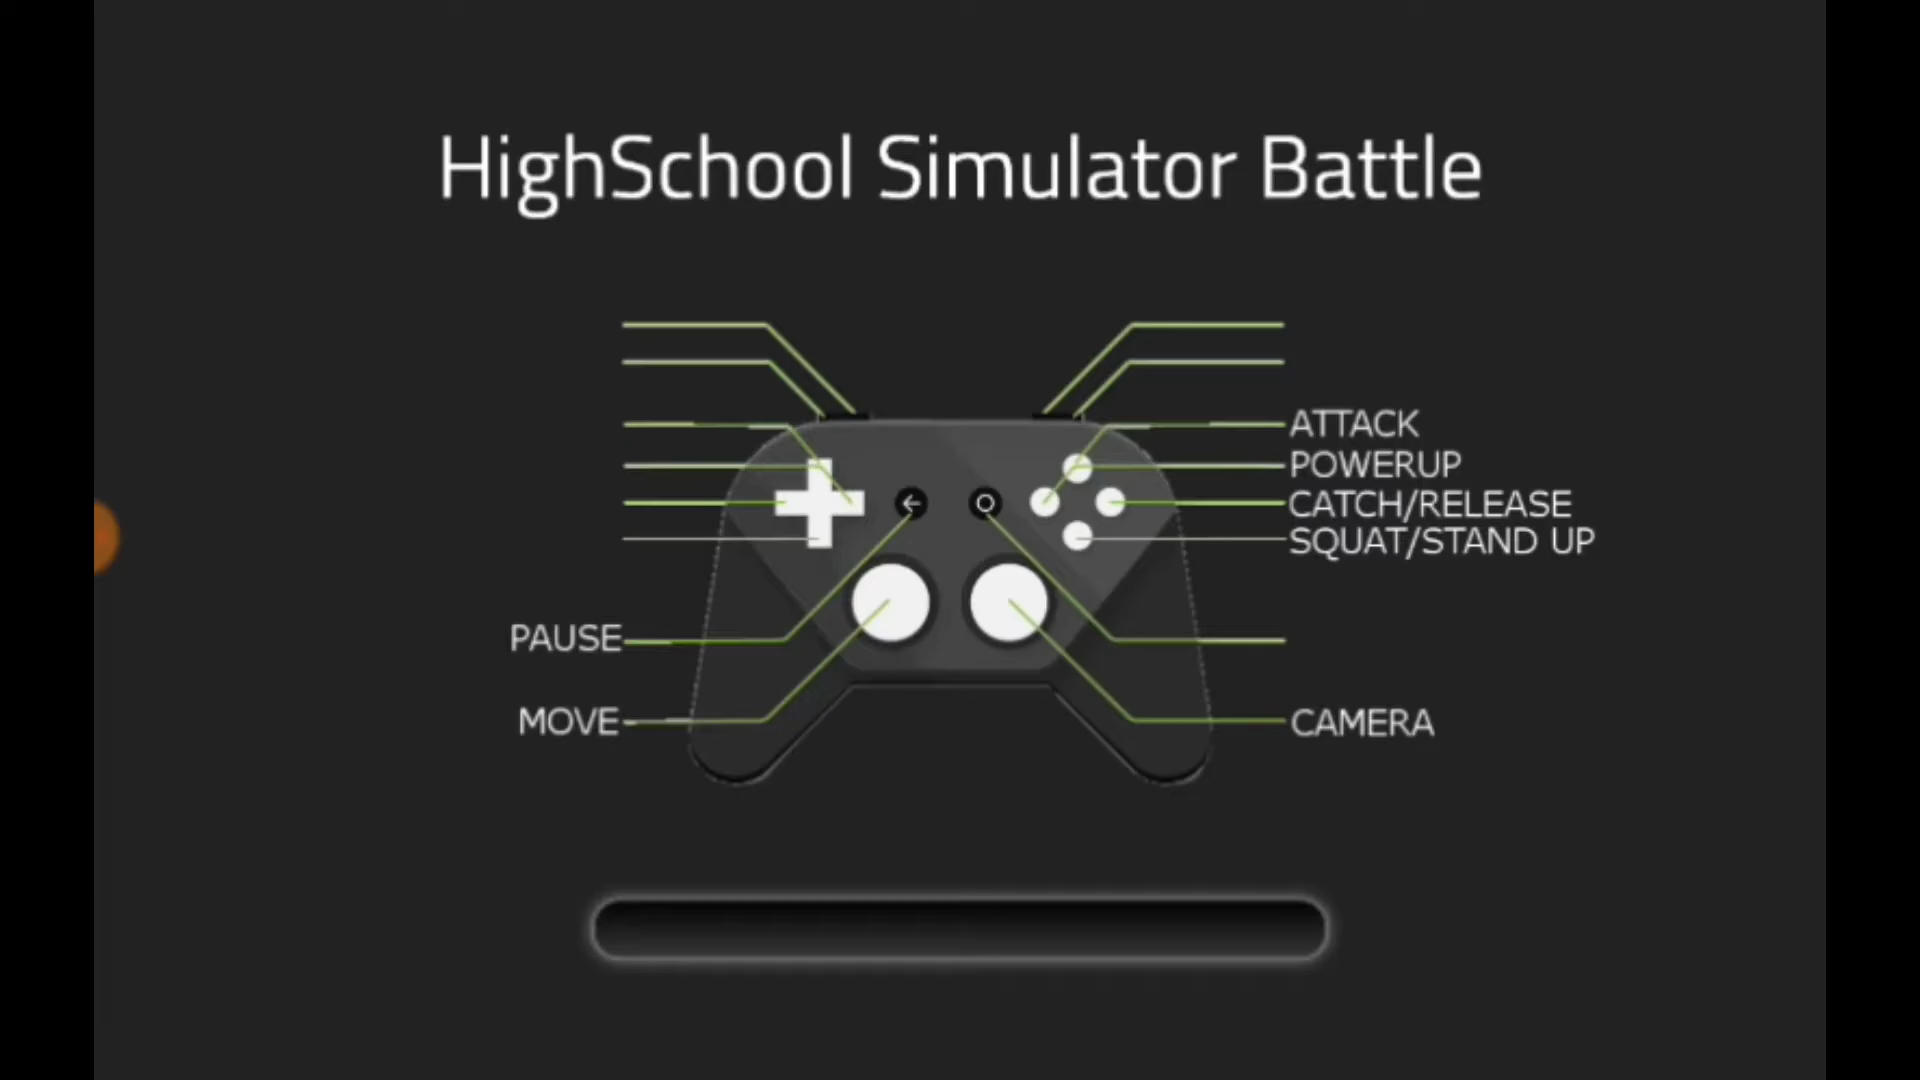 HighSchool Simulator Battle
ATTACK
POWERUP
CATCH/RELEASE
SQUAT/STAND UP
PAUSE
MOVE
CAMERA